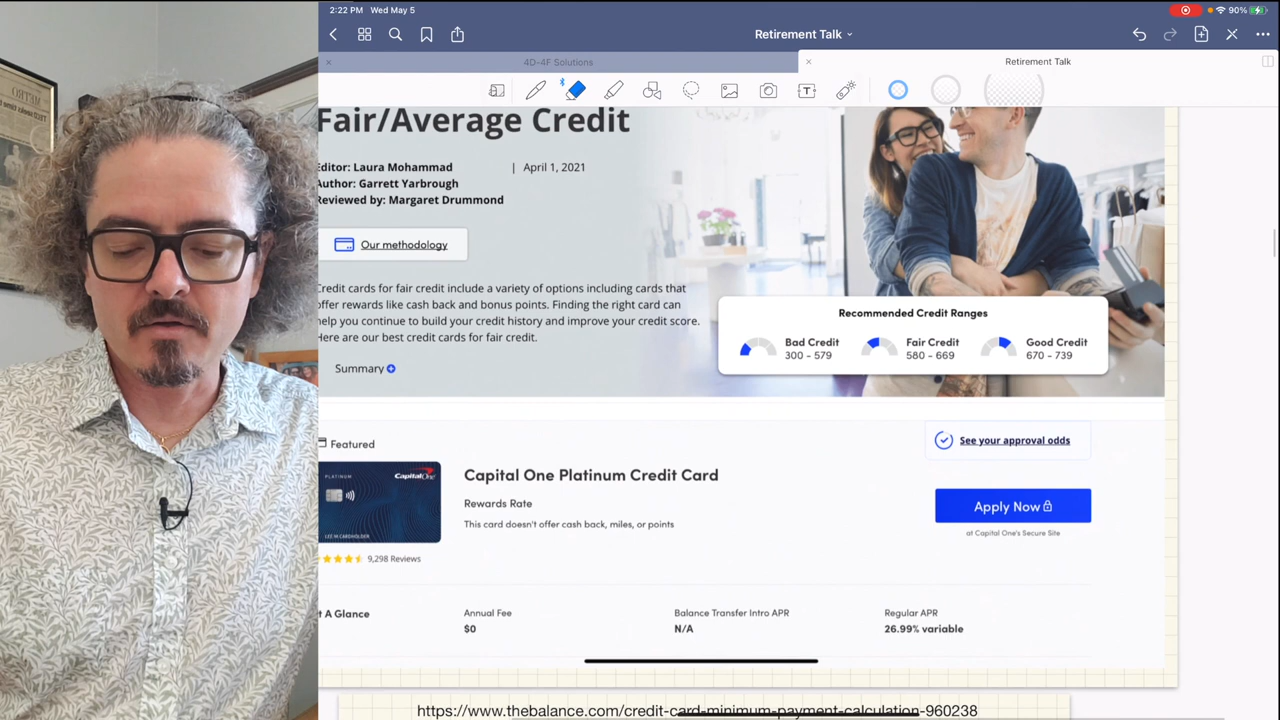 2:22 PM Wed May 5
90%
Retirement Talk
4D-4F Solutions
Retirement Talk
T
Fair/Average Credit
Editor: Laura Mohammad | April 1, 2021
Author: Garrett Yarbrough
Reviewed by: Margaret Drummond
Our methodology
Credit cards for fair credit include a variety of options including cards that
offer rewards like cash back and bonus points. Finding the right card can
help you continue to build your credit history and improve your credit score.
Here are our best credit cards for fair credit.
Summary
Recommended Credit Ranges
Bad Credit
300 - 579
Fair Credit
580 - 669
Good Credit
670 - 739
Featured
See your approval odds
PLATINUM
Capital One
LEE M CARDHOLDER
Capital One Platinum Credit Card
Rewards Rate
This card doesn't offer cash back, miles, or points
Apply Now
at Capital One's Secure Site
9,298 Reviews
At A Glance
Annual Fee
$0
Balance Transfer Intro APR
N/A
Regular APR
26.99% variable
https://www.thebalance.com/credit-card-minimum-payment-calculation-960238